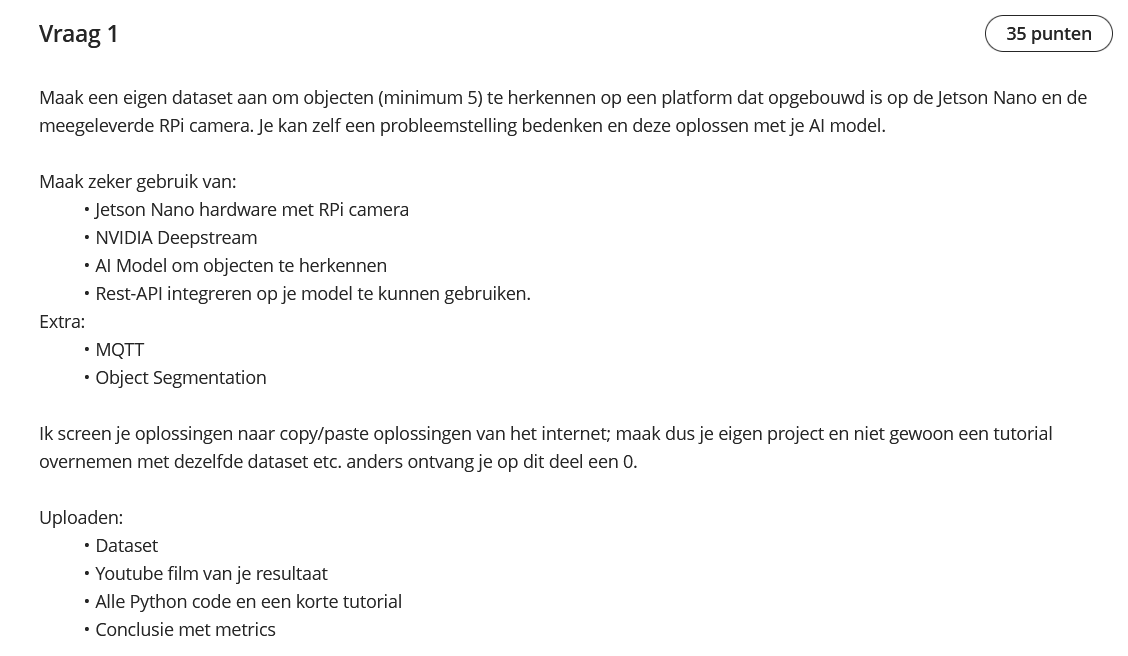 Vraag 1
35 punten
Maak een eigen dataset aan om objecten (minimum 5) te herkennen op een platform dat opgebouwd is op de Jetson Nano en de
meegeleverde RPi camera. Je kan zelf een probleemstelling bedenken en deze oplossen met je AI model.
Maak zeker gebruik van:
• Jetson Nano hardware met RPi camera
• NVIDIA Deepstream
• AI Model om objecten te herkennen
• Rest-API integreren op je model te kunnen gebruiken.
Extra:
• MQTT
• Object Segmentation
Ik screen je oplossingen naar copy/paste oplossingen van het internet; maak dus je eigen project en niet gewoon een tutorial
overnemen met dezelfde dataset etc. anders ontvang je op dit deel een 0.
Uploaden:
• Dataset
• Youtube film van je resultaat
• Alle Python code en een korte tutorial
• Conclusie met metrics